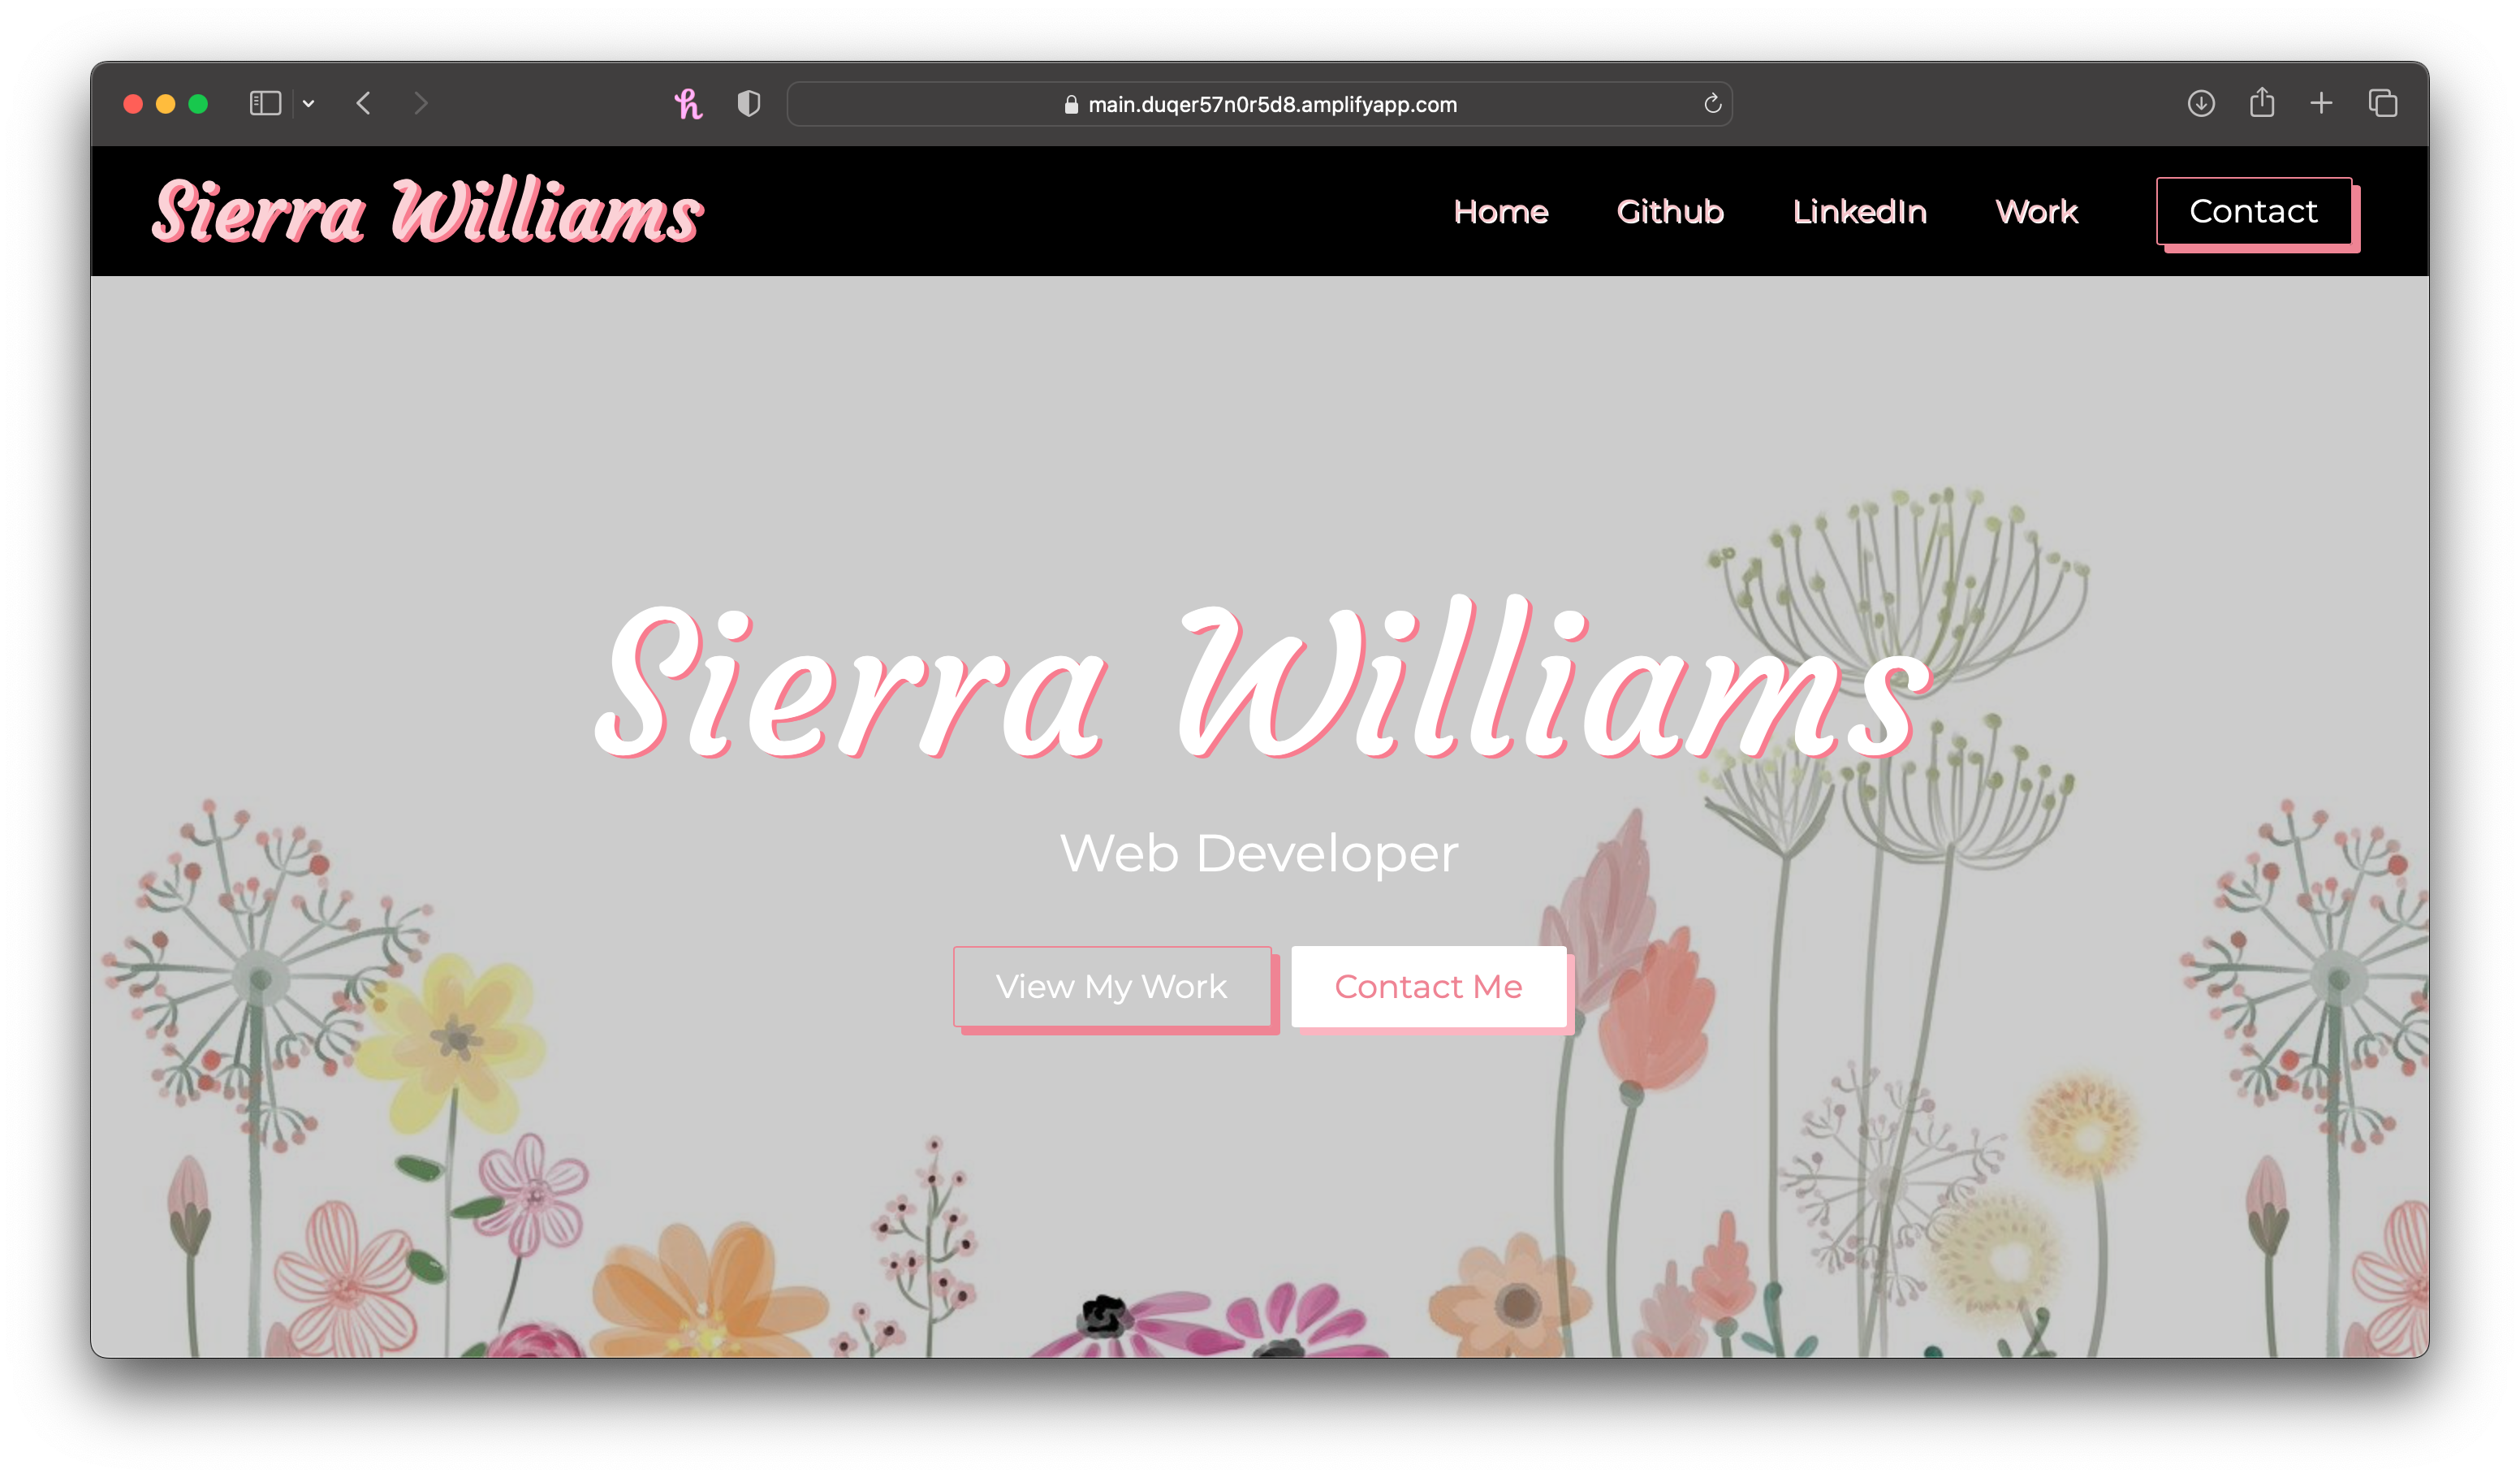 main.duqer57n0r5d8.amplifyapp.com
Sierra Williams
Home Github LinkedIn Work Contact
Sierra Williams
Web Developer
View My Work Contact Me